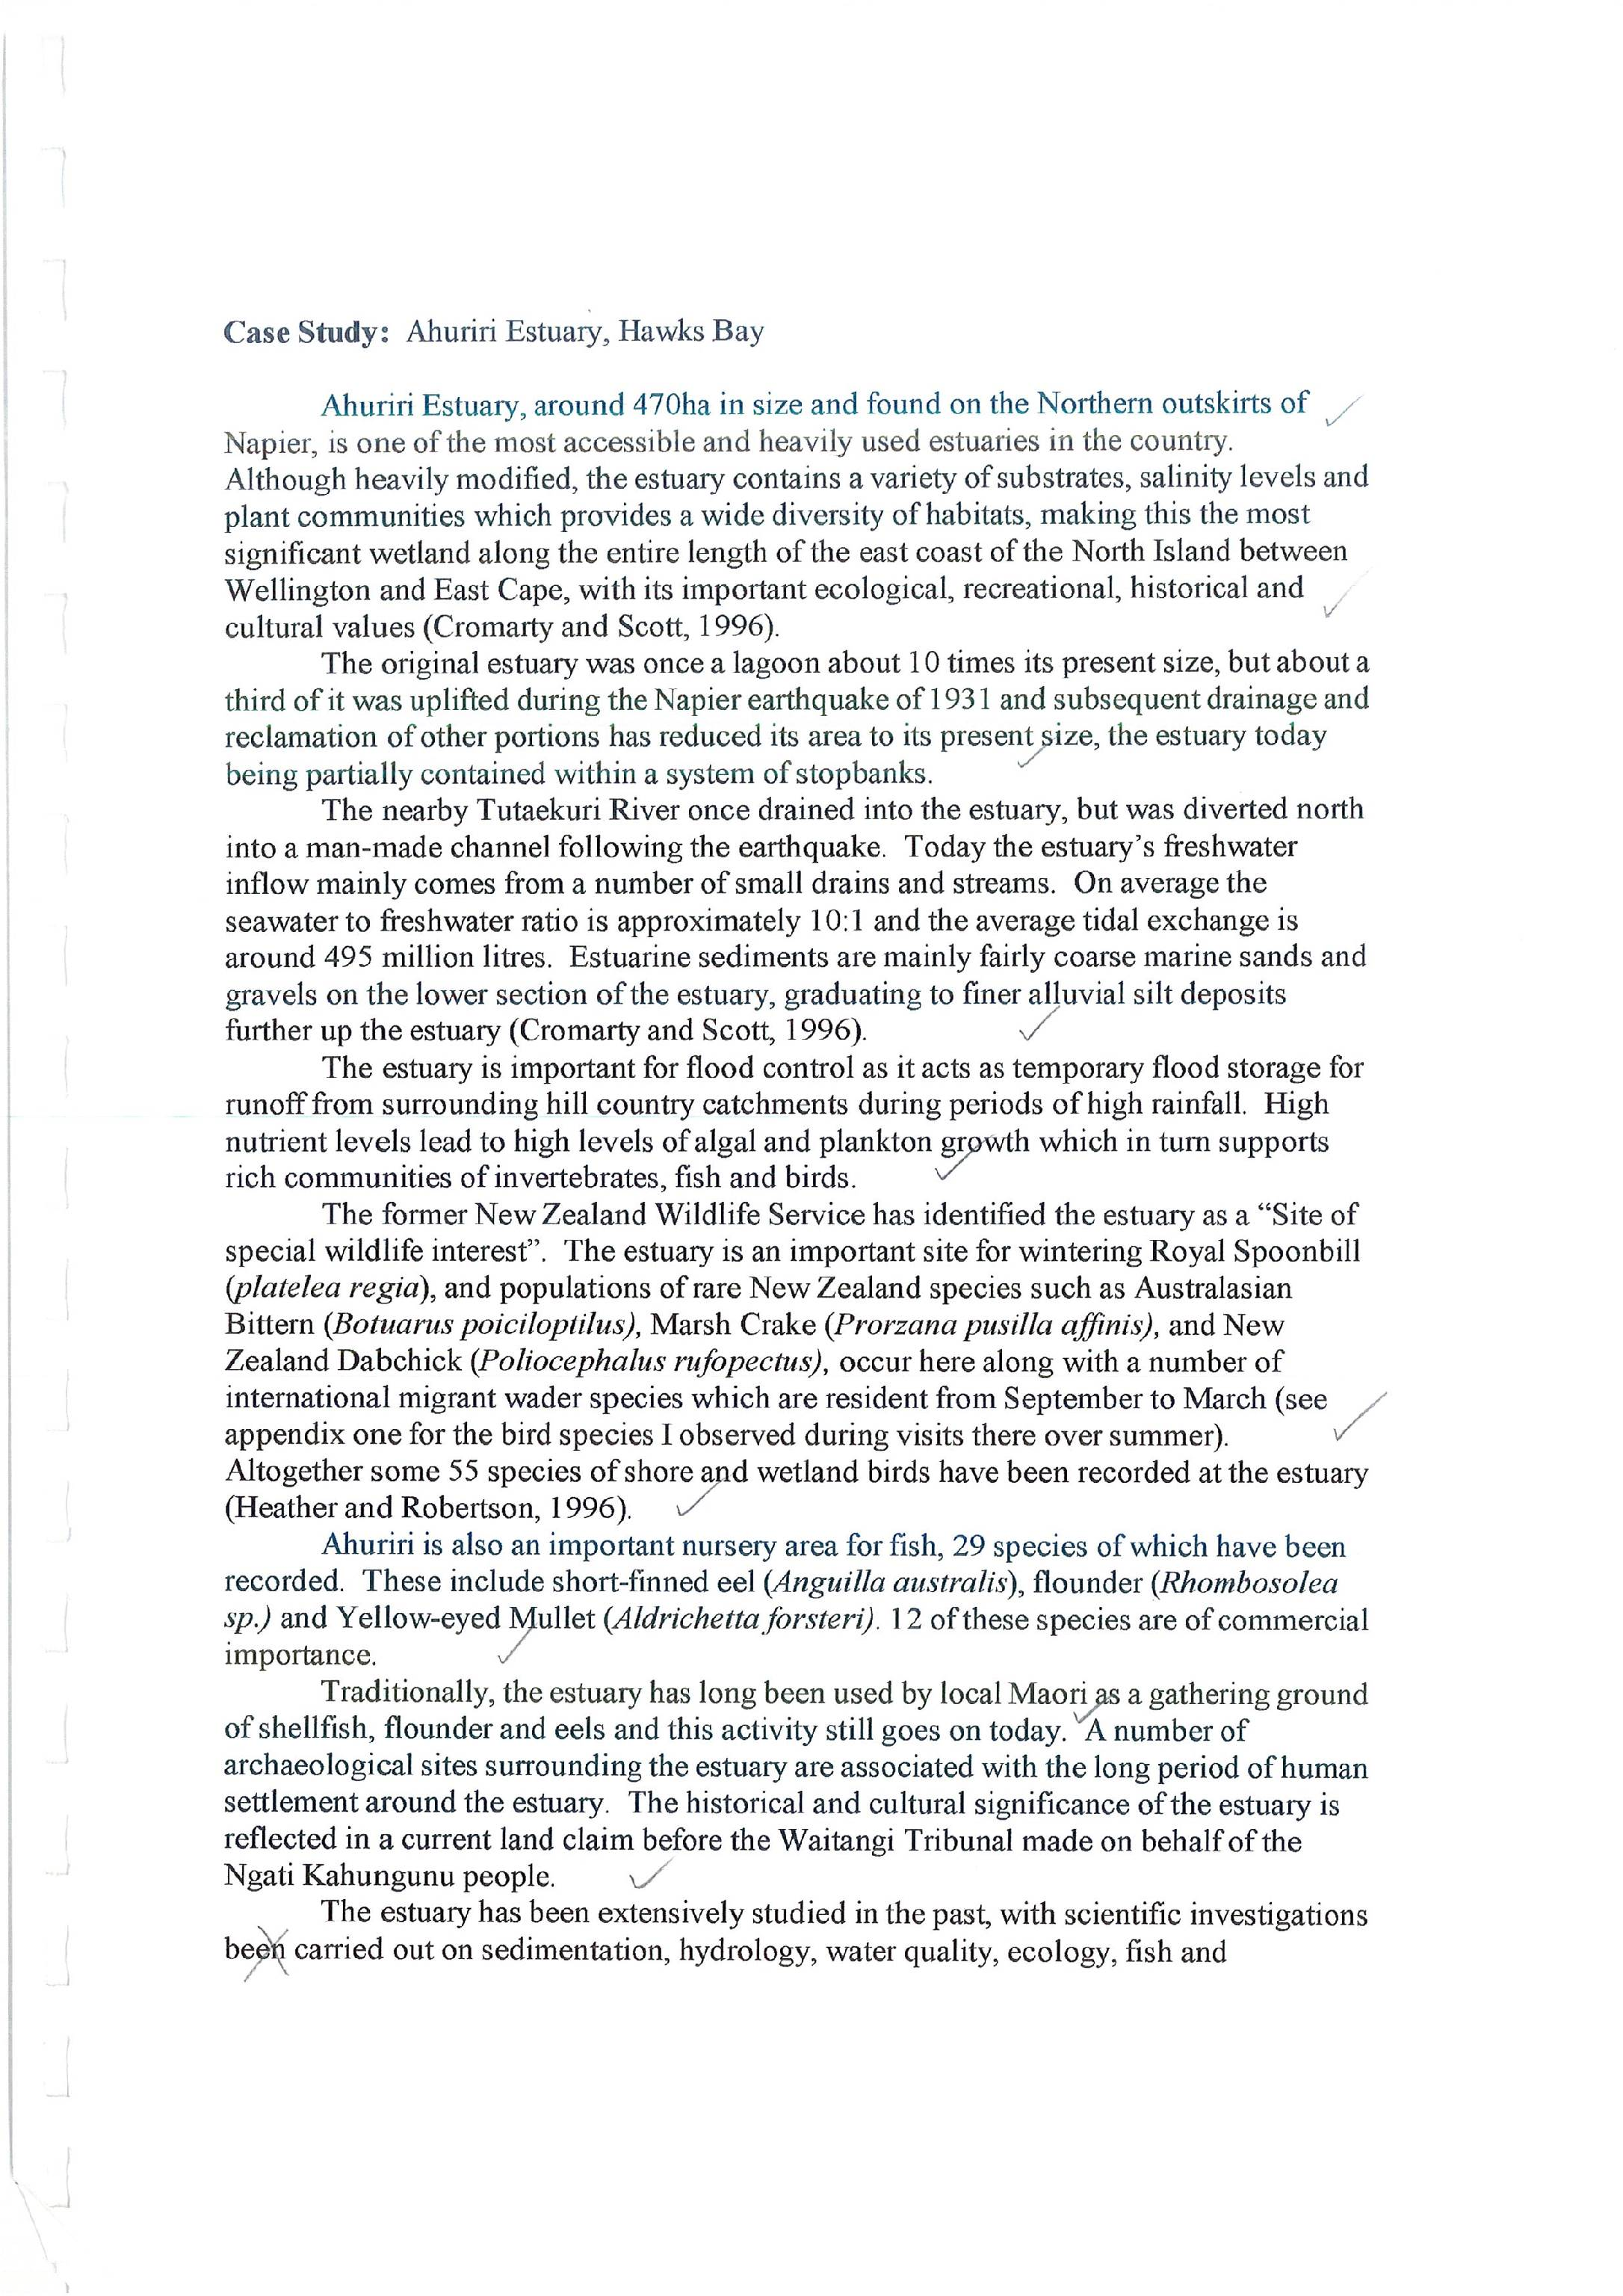 Case Study: Ahuriri Estuary, Hawks Bay
Ahuriri Estuary, around 470ha in size and found on the Northern outskirts of
Napier, is one of the most accessible and heavily used estuaries in the country.
Although heavily modified, the estuary contains a variety of substrates, salinity levels and
plant communities which provides a wide diversity of habitats, making this the most
significant wetland along the entire length of the east coast of the North Island between
Wellington and East Cape, with its important ecological, recreational, historical and
cultural values (Cromarty and Scott, 1996).
The original estuary was once a lagoon about 10 times its present size, but about a
third of it was uplifted during the Napier earthquake of 1931 and subsequent drainage and
reclamation of other portions has reduced its area to its present size, the estuary today
being partially contained within a system of stopbanks.
The nearby Tutaekuri River once drained into the estuary, but was diverted north
into a man-made channel following the earthquake.  Today the estuary's freshwater
inflow mainly comes from a number of small drains and streams.  On average the
seawater to freshwater ratio is approximately 10:1 and the average tidal exchange is
around 495 million litres.  Estuarine sediments are mainly fairly coarse marine sands and
gravels on the lower section of the estuary, graduating to finer alluvial silt deposits
further up the estuary (Cromarty and Scott, 1996).
The estuary is important for flood control as it acts as temporary flood storage for
runoff from surrounding hill country catchments during periods of high rainfall.  High
nutrient levels lead to high levels of algal and plankton growth which in turn supports
rich communities of invertebrates, fish and birds.
The former New Zealand Wildlife Service has identified the estuary as a “Site of
special wildlife interest”.  The estuary is an important site for wintering Royal Spoonbill
(platelea regia), and populations of rare New Zealand species such as Australasian
Bittern (Botuarus poiciloptilus), Marsh Crake (Prorzana pusilla affinis), and New
Zealand Dabchick (Poliocephalus rufopectus), occur here along with a number of
international migrant wader species which are resident from September to March (see
appendix one for the bird species I observed during visits there over summer).
Altogether some 55 species of shore and wetland birds have been recorded at the estuary
(Heather and Robertson, 1996).
Ahuriri is also an important nursery area for fish, 29 species of which have been
recorded.  These include short-finned eel (Anguilla australis), flounder (Rhombosolea
sp.) and Yellow-eyed Mullet (Aldrichetta forsteri). 12 of these species are of commercial
importance.
Traditionally, the estuary has long been used by local Maori as a gathering ground
of shellfish, flounder and eels and this activity still goes on today.  A number of
archaeological sites surrounding the estuary are associated with the long period of human
settlement around the estuary.  The historical and cultural significance of the estuary is
reflected in a current land claim before the Waitangi Tribunal made on behalf of the
Ngati Kahungunu people.
The estuary has been extensively studied in the past, with scientific investigations
been carried out on sedimentation, hydrology, water quality, ecology, fish and